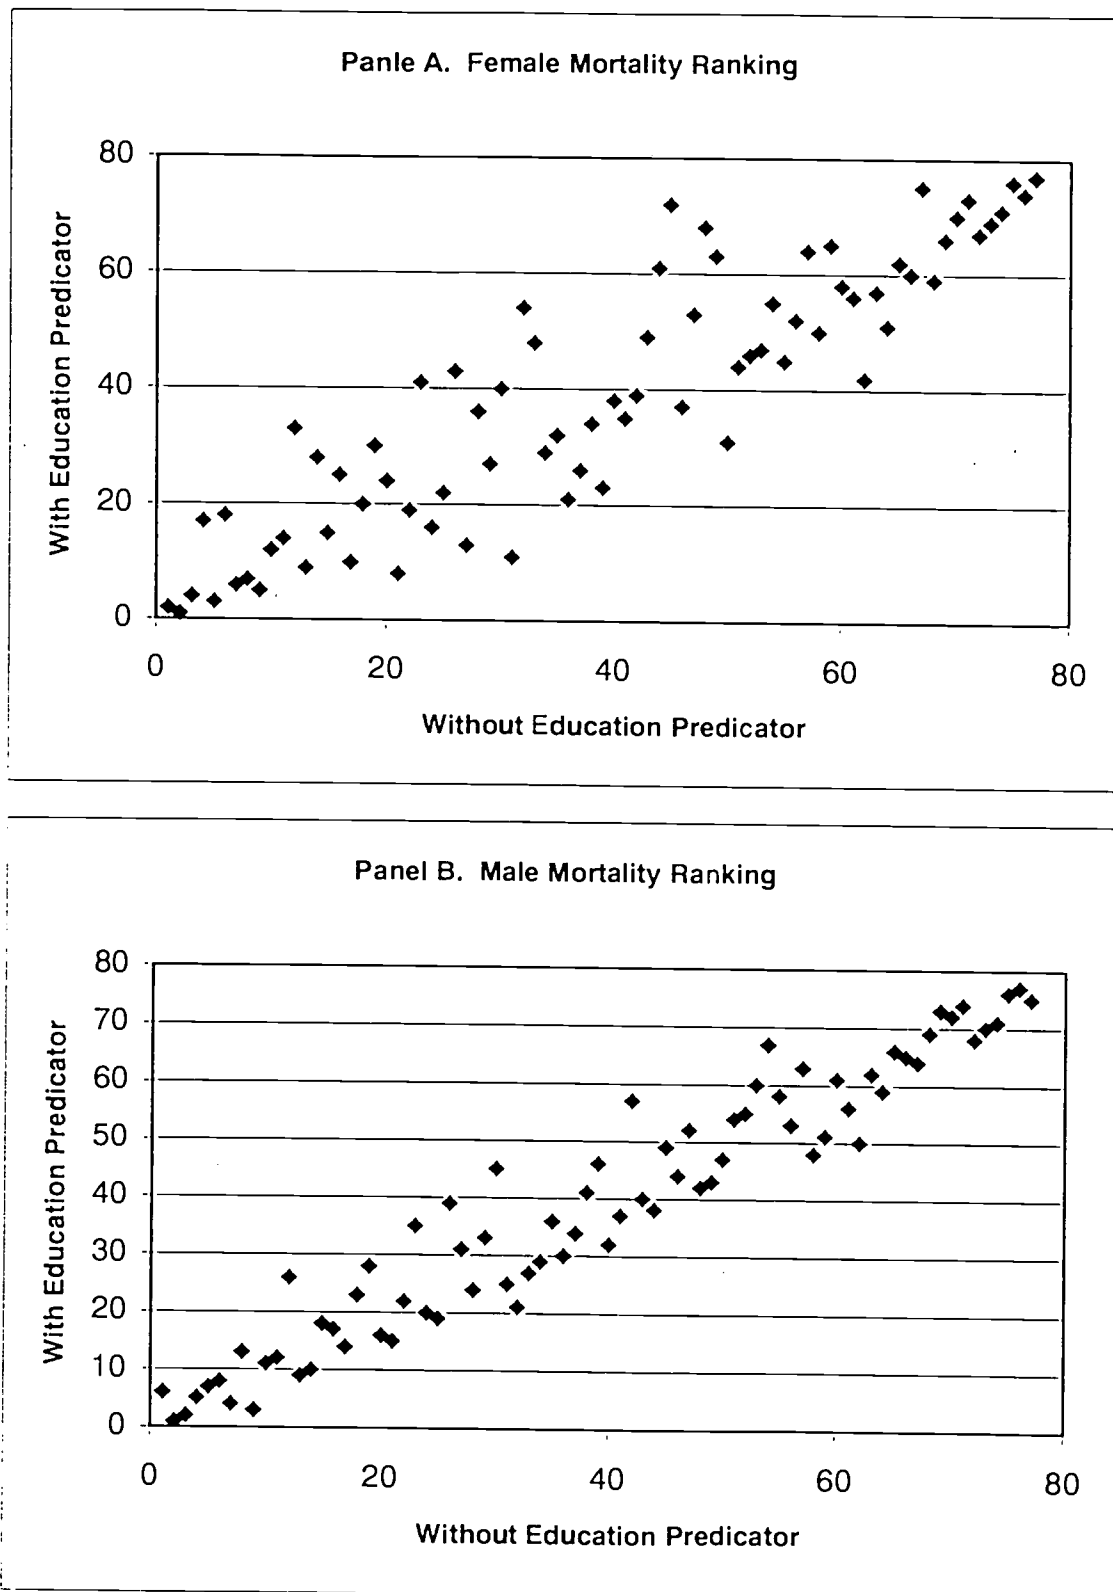 Panle A. Female Mortality Ranking
80
60
40
20
0
With Education Predicator
0 20 40 60 80
Without Education Predicator
Panel B. Male Mortality Ranking
80
70
60
50
40
30
20
10
0
With Education Predicator
0 20 40 60 80
Without Education Predicator